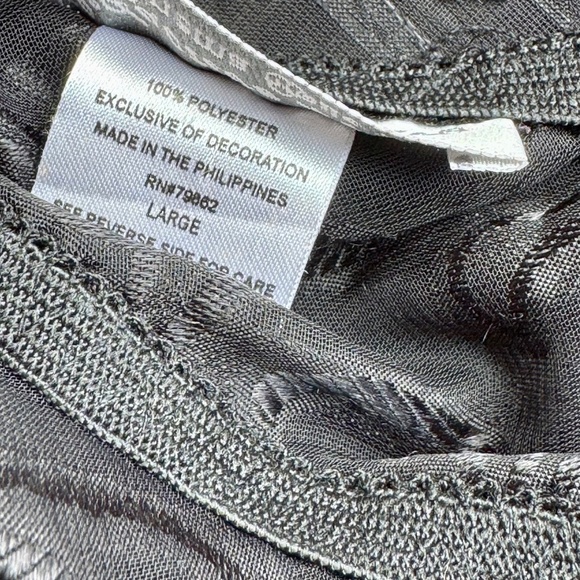 100% POLYESTER
EXCLUSIVE OF DECORATION
MADE IN THE PHILIPPINES
RN#79862
LARGE
SEE REVERSE SIDE FOR CARE